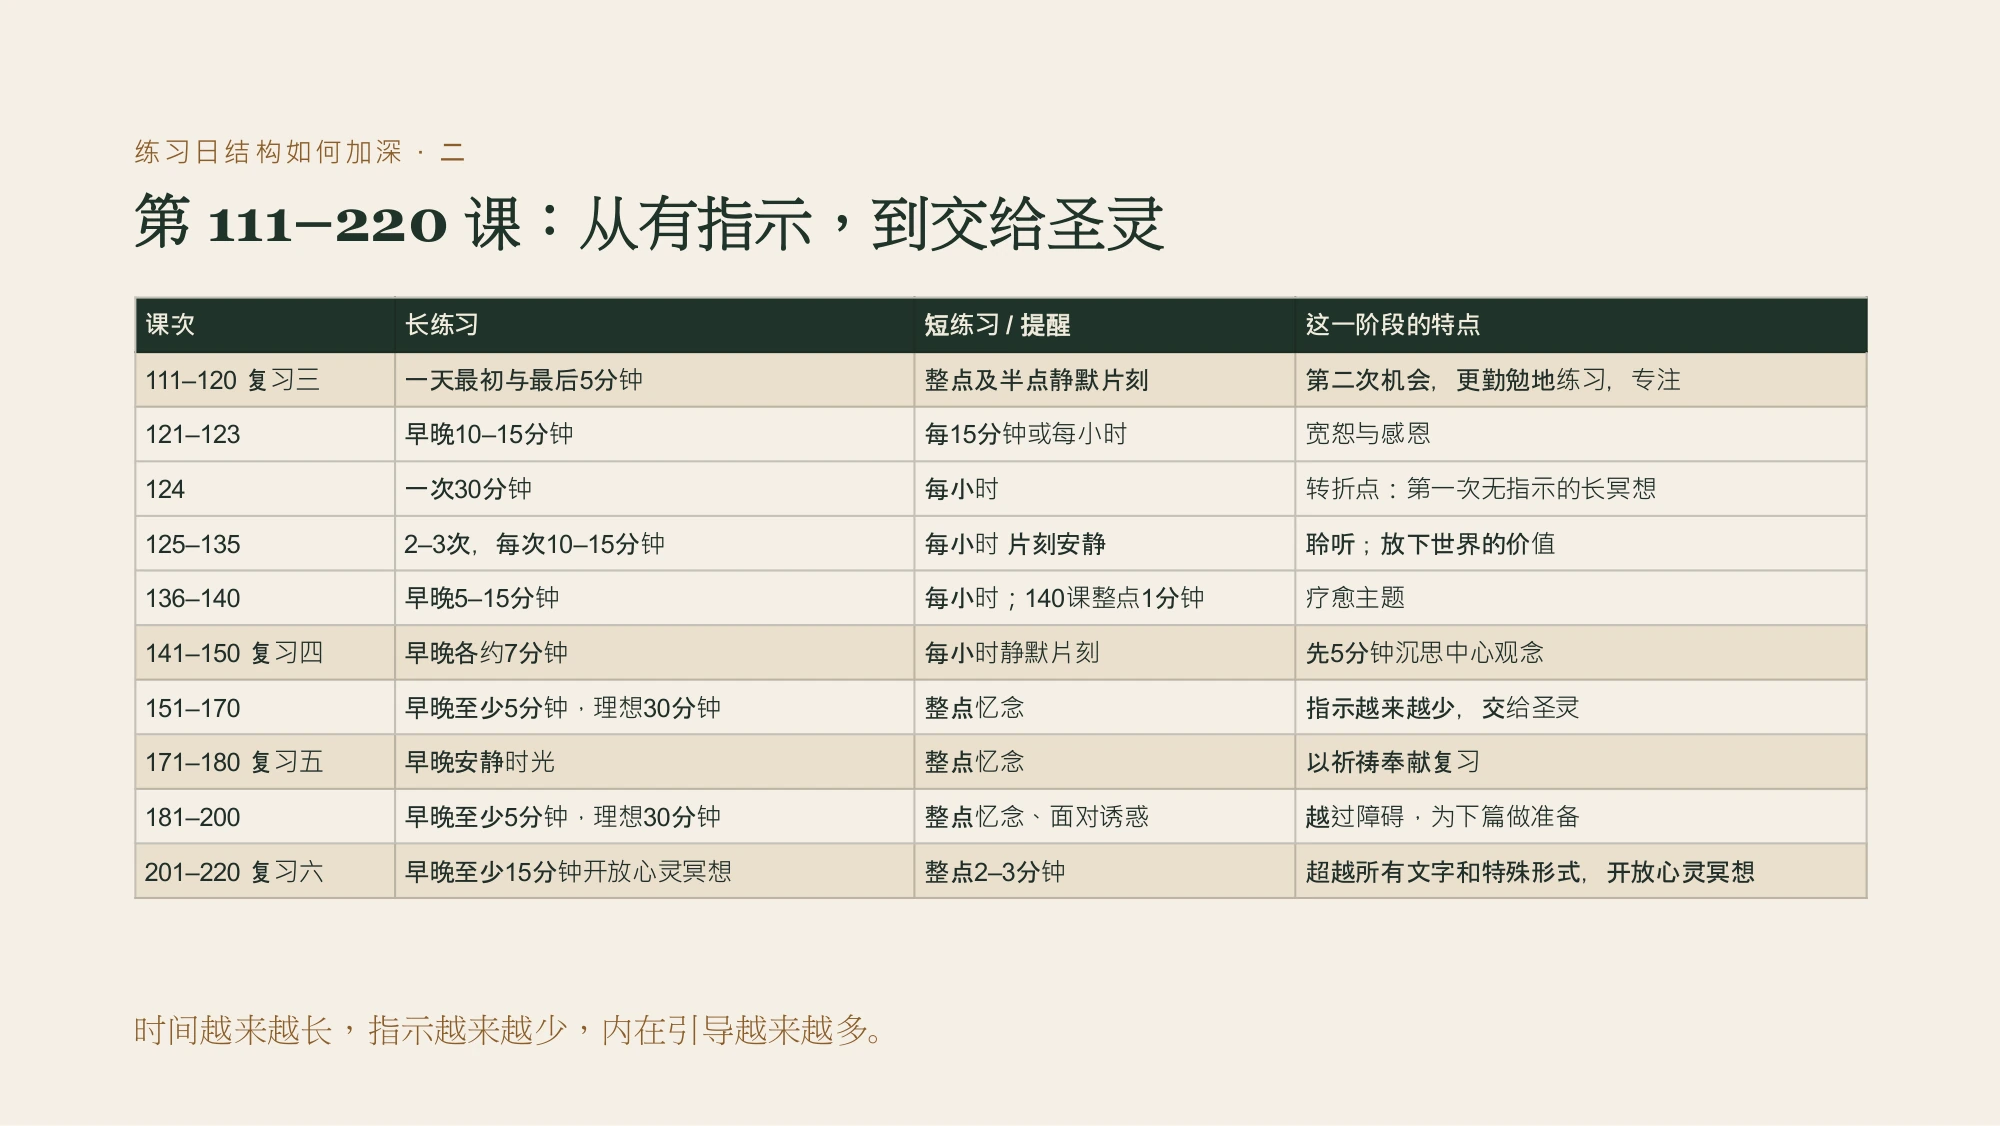 练习日结构如何加深 · 二
第 111–220 课：从有指示，到交给圣灵
课次 长练习 短练习 / 提醒 这一阶段的特点
111–120 复习三 一天最初与最后5分钟 整点及半点静默片刻 第二次机会，更勤勉地练习，专注
121–123 早晚10–15分钟 每15分钟或每小时 宽恕与感恩
124 一次30分钟 每小时 转折点：第一次无指示的长冥想
125–135 2–3次，每次10–15分钟 每小时 片刻安静 聆听；放下世界的价值
136–140 早晚5–15分钟 每小时；140课整点1分钟 疗愈主题
141–150 复习四 早晚各约7分钟 每小时静默片刻 先5分钟沉思中心观念
151–170 早晚至少5分钟 · 理想30分钟 整点忆念 指示越来越少，交给圣灵
171–180 复习五 早晚安静时光 整点忆念 以祈祷奉献复习
181–200 早晚至少5分钟 · 理想30分钟 整点忆念、面对诱惑 越过障碍 · 为下篇做准备
201–220 复习六 早晚至少15分钟开放心灵冥想 整点2–3分钟 超越所有文字和特殊形式，开放心灵冥想
时间越来越长，指示越来越少，内在引导越来越多。